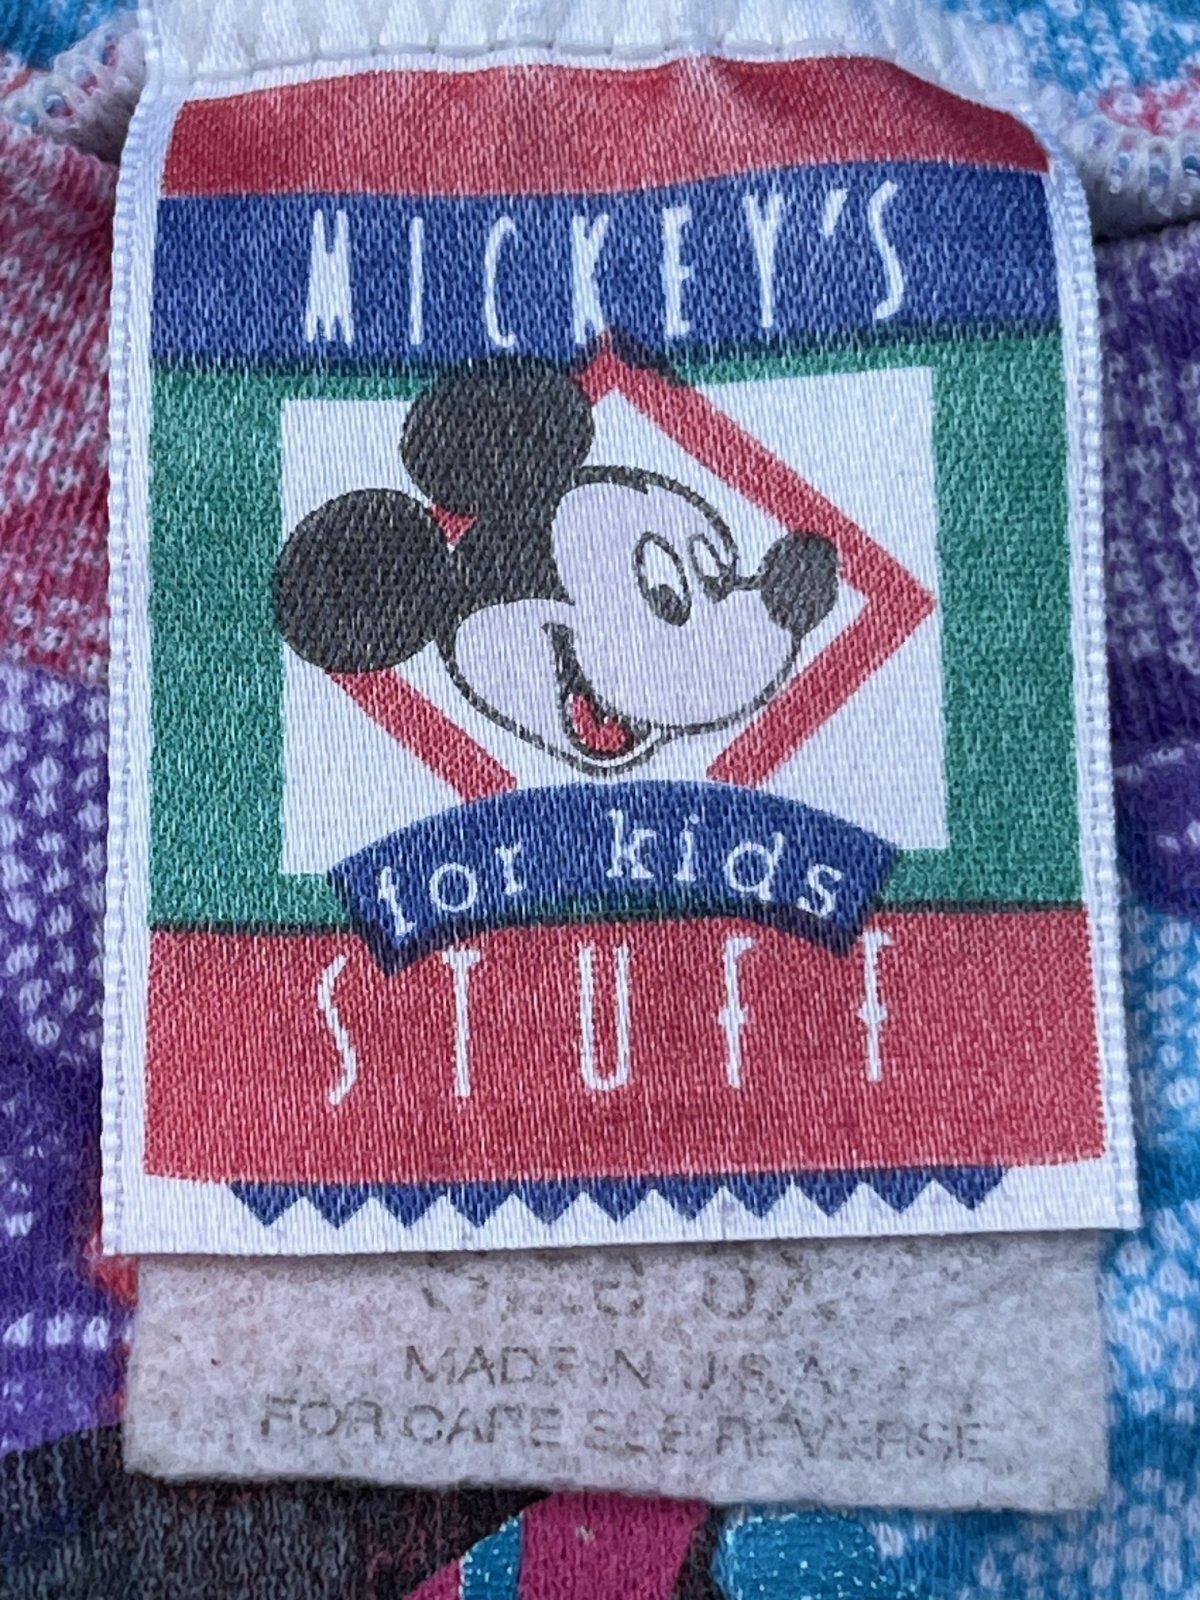 MICKEY'S
for kids
STUFF
MADE IN U.S.A.
FOR CARE SEE REVERSE